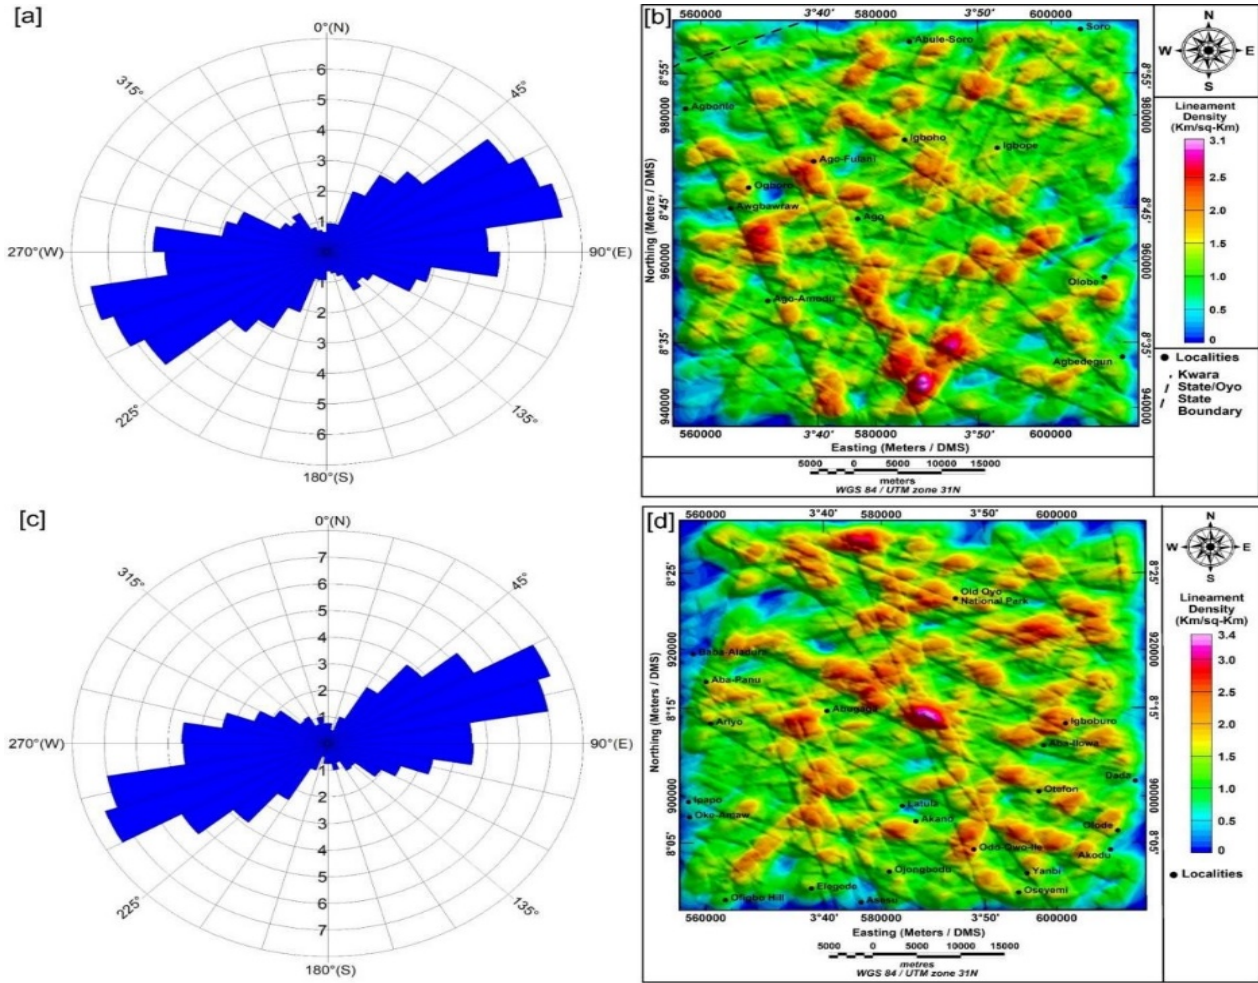 [a]
0°(N)
315°
45°
6
5
4
3
2
1
270°(W)
90°(E)
1
2
3
4
5
6
225°
135°
180°(S)
[b]
560000 3°40' 580000 3°50' 600000
Soro
Abule-Soro
Agbonle
Igboho
Igbope
Ago-Fulani
Ogboro
Awgbawraw
Ago
Olobe
Ago-Amodu
Agbedegun
8°55'
980000
8°45'
960000
8°35'
940000
Northing (Meters / DMS)
8°55'
980000
8°45'
960000
8°35'
940000
560000 3°40' 580000 3°50' 600000
Easting (Meters / DMS)
5000 0 5000 10000 15000
meters
WGS 84 / UTM zone 31N
N
W E
S
Lineament
Density
(Km/sq-Km)
3.1
2.5
2.0
1.5
1.0
0.5
0
Localities
Kwara
State/Oyo
State
Boundary
[c]
0°(N)
315°
45°
7
6
5
4
3
2
1
270°(W)
90°(E)
1
2
3
4
5
6
7
225°
135°
180°(S)
[d]
560000 3°40' 580000 3°50' 600000
Old Oyo
National Park
Baba-Aladura
Aba-Panu
Abugaga
Ariyo
Igboburo
Aba-Ilowa
Dada
Otefon
Ipapo
Latula
Oko-Amaw
Akano
Olode
Odo-Owo-Ile
Akodu
Ojongbodu
Yanbi
Elegede
Oseyemi
Otugbo Hill
Asesu
8°25'
920000
8°15'
900000
8°05'
Northing (Meters / DMS)
8°25'
920000
8°15'
900000
8°05'
560000 3°40' 580000 3°50' 600000
Easting (Meters / DMS)
5000 0 5000 10000 15000
metres
WGS 84 / UTM zone 31N
N
W E
S
Lineament
Density
(Km/sq-Km)
3.4
2.5
2.0
1.5
1.0
0.5
0
Localities